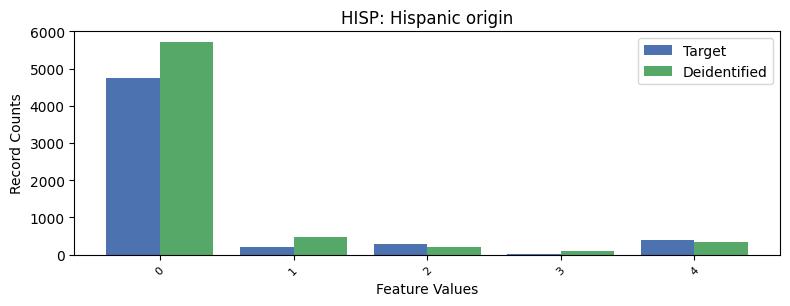 HISP: Hispanic origin
Target
Deidentified
Record Counts
6000
5000
4000
3000
2000
1000
0
0
1
2
3
4
Feature Values